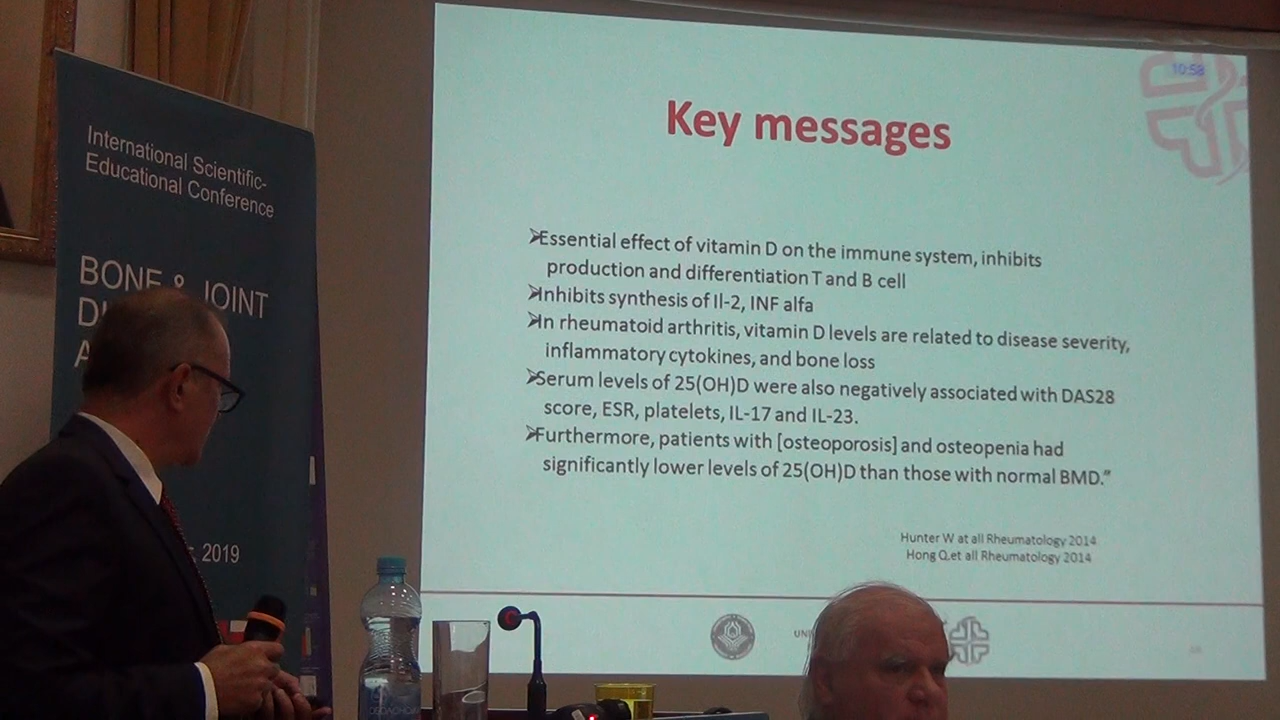 International Scientific-
Educational Conference
BONE & JOINT
2019
10:58
Key messages
➢Essential effect of vitamin D on the immune system, inhibits
production and differentiation T and B cell
➢Inhibits synthesis of Il-2, INF alfa
➢In rheumatoid arthritis, vitamin D levels are related to disease severity,
inflammatory cytokines, and bone loss
➢Serum levels of 25(OH)D were also negatively associated with DAS28
score, ESR, platelets, IL-17 and IL-23.
➢Furthermore, patients with [osteoporosis] and osteopenia had
significantly lower levels of 25(OH)D than those with normal BMD.”
Hunter W at all Rheumatology 2014
Hong Q.et all Rheumatology 2014